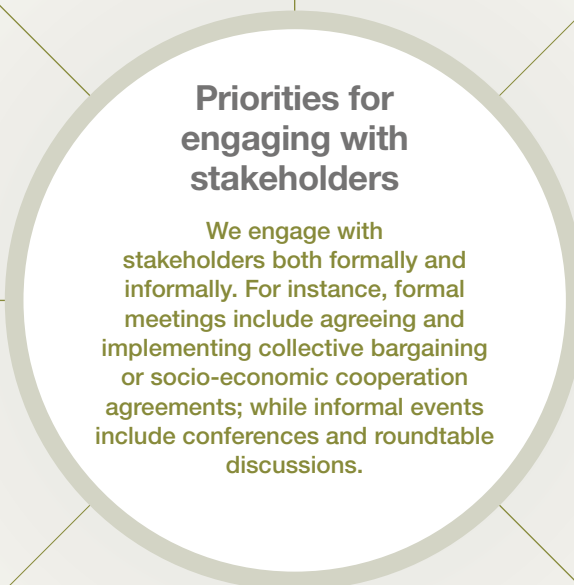 Priorities for
engaging with
stakeholders
We engage with
stakeholders both formally and
informally. For instance, formal
meetings include agreeing and
implementing collective bargaining
or socio-economic cooperation
agreements; while informal events
include conferences and roundtable
discussions.